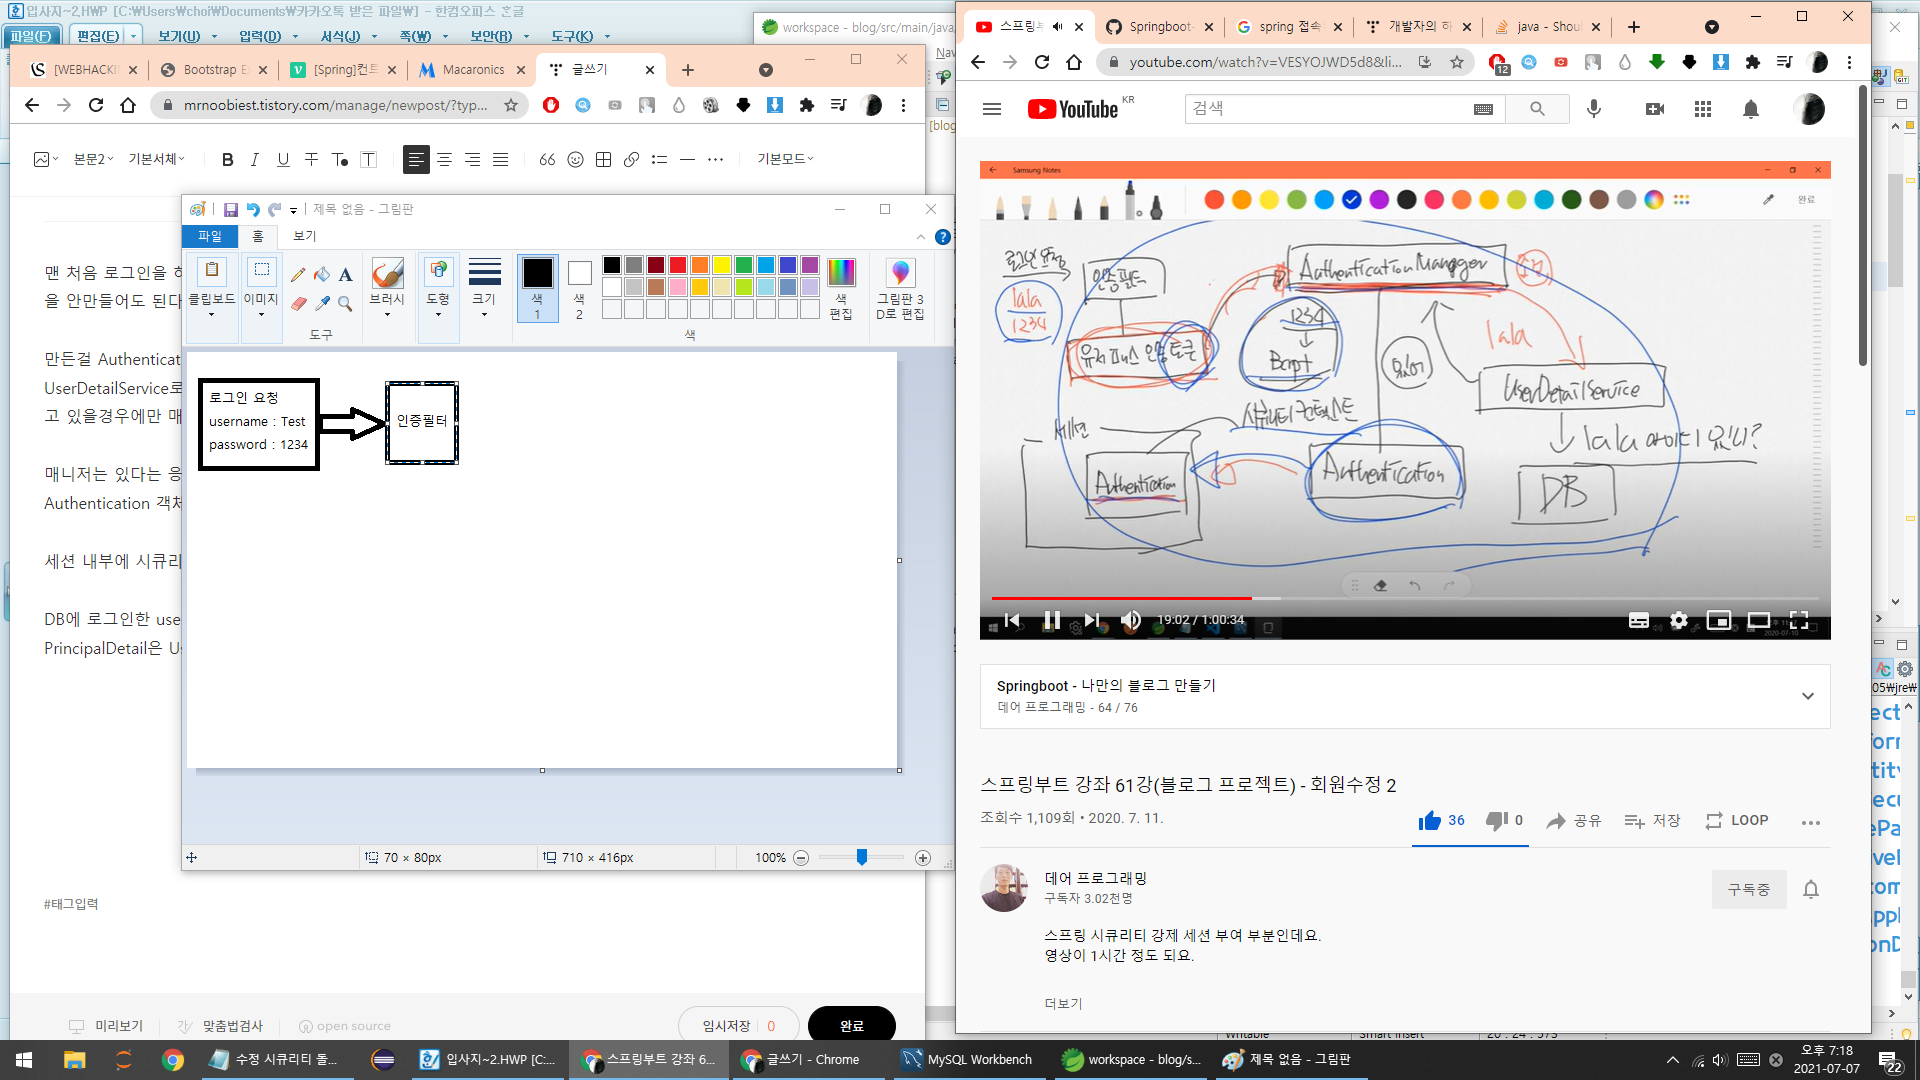 입사지~2.HWP [C:₩Users₩choi₩Documents₩카카오톡 받은 파일₩] - 한컴오피스 한글
파일(F) 편집(E) 보기(U) 입력(D) 서식(J) 쪽(W) 보안(B) 도구(K)
workspace - blog/src/main/java,
Nav
[blog
[WEBHACKI
Bootstrap E
[Spring]컨트
Macaronics
글쓰기
mrnoobiest.tistory.com/manage/newpost/?typ...
본문2 기본서체 기본모드
맨 처음 로그인을 하
을 안만들어도 된다
만든걸 Authenticat
UserDetailService로
고 있을경우에만 매
매니저는 있다는 응
Authentication 객체
세션 내부에 시큐리
DB에 로그인한 use
PrincipalDetail은 U
#태그입력
미리보기 맞춤법검사 open source
임시저장 0 완료
제목 없음 - 그림판
파일 홈 보기
클립보드 이미지 도구 브러시 도형 크기
색 1 색 2 색 색 편집 그림판 3D로 편집
로그인 요청
username : Test
password : 1234
인증필터
70 × 80px 710 × 416px 100%
스프링부
Springboot-
spring 접속
개발자의 하
java - Shou
youtube.com/watch?v=VESYOJWD5d8&li...
12
YouTube KR
검색
Samsung Notes
완료
로그인 요청
lala
1234
인증필터
유저패스 인증토큰
Authentication Manager
1234
Bcrypt
있어
lala
UserDetailService
lala 아이디 있니?
DB
세션
시큐리티 컨텍스트
Authentication
Authentication
19:02 / 1:00:34
Springboot - 나만의 블로그 만들기
데어 프로그래밍 - 64 / 76
스프링부트 강좌 61강(블로그 프로젝트) - 회원수정 2
조회수 1,109회 • 2020. 7. 11.
36 0 공유 저장 LOOP
데어 프로그래밍
구독자 3.02천명
구독중
스프링 시큐리티 강제 세션 부여 부분인데요.
영상이 1시간 정도 되요.
더보기
05₩jre₩
Writable Smart Insert 20 : 24 : 573
수정 시큐리티 돌...
입사지~2.HWP [C:...
스프링부트 강좌 6...
글쓰기 - Chrome
MySQL Workbench
workspace - blog/s...
제목 없음 - 그림판
오후 7:18
2021-07-07
22